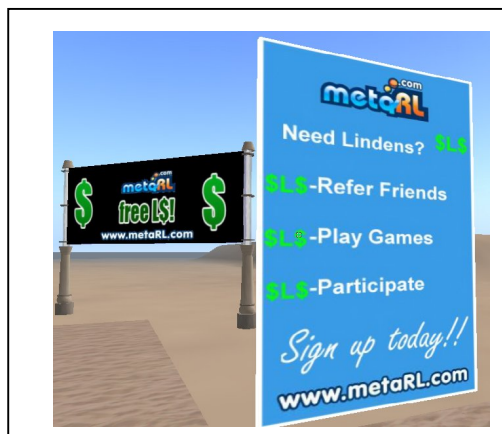 $
metaRL
.com
free L$!
www.metaRL.com
$
.com
metaRL
Need Lindens? $L$
$L$-Refer Friends
$L$-Play Games
$L$-Participate
Sign up today!!
www.metaRL.com